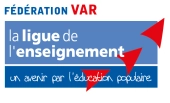 FÉDÉRATION VAR
la ligue de
l'enseignement
un avenir par l'éducation populaire